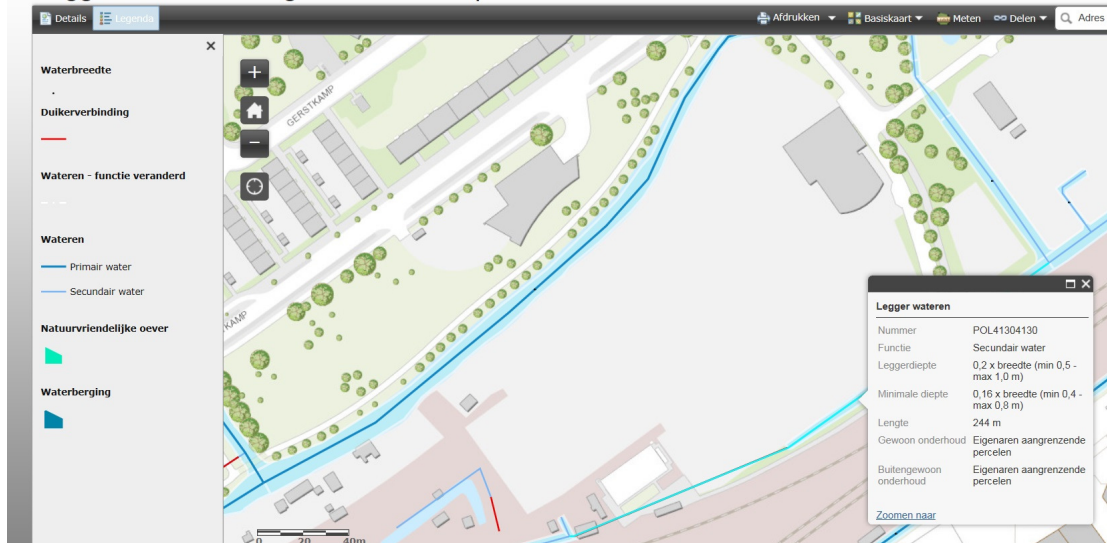 Details
Legenda
Afdrukken
Basiskaart
Meten
Delen
Adres
Waterbreedte
Duikerverbinding
Wateren - functie veranderd
Wateren
Primair water
Secundair water
Natuurvriendelijke oever
Waterberging
GERSTKAMP
KAMP
0 20 40m
Legger wateren
Nummer POL41304130
Functie Secundair water
Leggerdiepte 0,2 x breedte (min 0,5 -
max 1,0 m)
Minimale diepte 0,16 x breedte (min 0,4 -
max 0,8 m)
Lengte 244 m
Gewoon onderhoud Eigenaren aangrenzende
percelen
Buitengewoon Eigenaren aangrenzende
onderhoud percelen
Zoomen naar